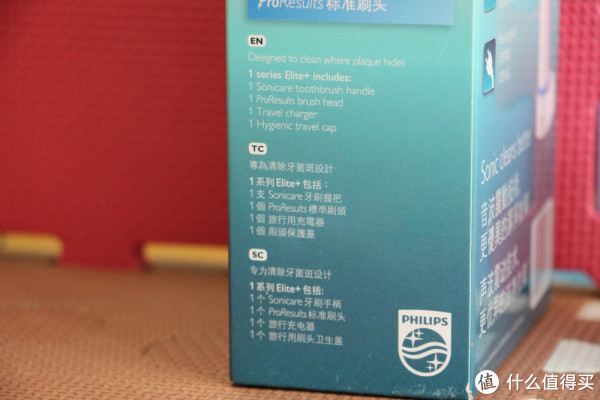 ProResults 标准刷头
EN
Designed to clean where plaque hides
1 series Elite+ includes:
1 Sonicare toothbrush handle
1 ProResults brush head
1 Travel charger
1 Hygienic travel cap
TC
專為清除牙菌斑設計
1 系列 Elite+ 包括：
1 支 Sonicare 牙刷握把
1 個 ProResults 標準刷頭
1 個 旅行用充電器
1 個 刷頭保護蓋
SC
专为清除牙菌斑设计
1 系列 Elite+ 包括:
1 个 Sonicare 牙刷手柄
1 个 ProResults 标准刷头
1 个 旅行充电器
1 个 旅行用刷头卫生盖
PHILIPS
Sonic cleans better.
值 什么值得买